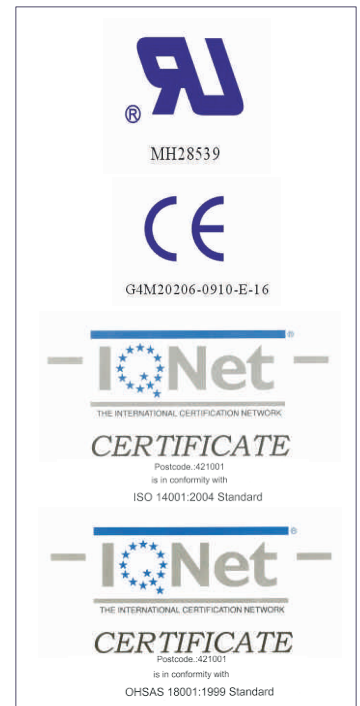 ®
MH28539
CE
G4M20206-0910-E-16
®
IQNet
THE INTERNATIONAL CERTIFICATION NETWORK
CERTIFICATE
Postcode.:421001
is in conformity with
ISO 14001:2004 Standard
®
IQNet
THE INTERNATIONAL CERTIFICATION NETWORK
CERTIFICATE
Postcode.:421001
is in conformity with
OHSAS 18001:1999 Standard